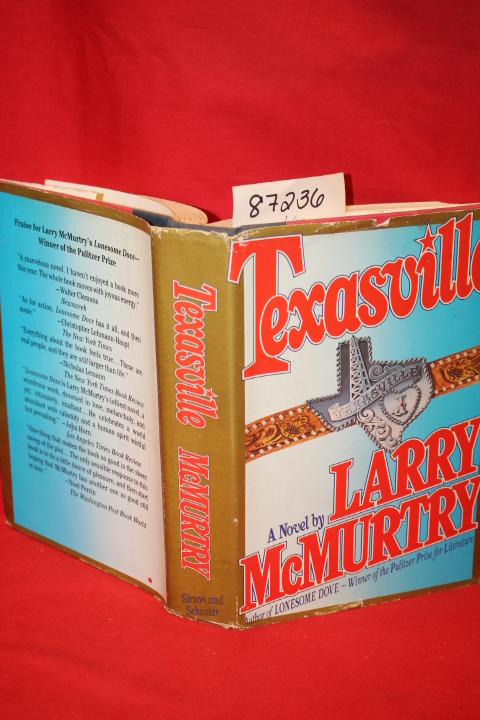 87236
Praise for Larry McMurtry's Lonesome Dove—
Winner of the Pulitzer Prize
"A marvelous novel. I haven't enjoyed a book more
this year. The whole book moves with joyous energy."
—Walter Clemons
Newsweek
"As for action, Lonesome Dove has it all, and then
some."
—Christopher Lehmann-Haupt
The New York Times
"Everything about the book feels true... These are
real people, and they are still larger than life."
—Nicholas Lemann
The New York Times Book Review
"Lonesome Dove is Larry McMurtry's loftiest novel, a
wondrous work, drowned in love, melancholy, and
yet, ultimately, exultant... He celebrates a world
abundant with calamity and a human spirit wistful
but prevailing."
—John Horn
Los Angeles Times Book Review
"One thing that makes the book so good is the sheer
sweep of the plot... The only sensible response to this
book is to do a little dance of pleasure, and then start
hoping that McMurtry has another one as good still
in him."
—Noel Perrin
The Washington Post Book World
Texasville
McMURTRY
Simon and
Schuster
Texasville
TEXASVILLE
A Novel by
LARRY
McMURTRY
Author of LONESOME DOVE – Winner of the Pulitzer Prize for Literature